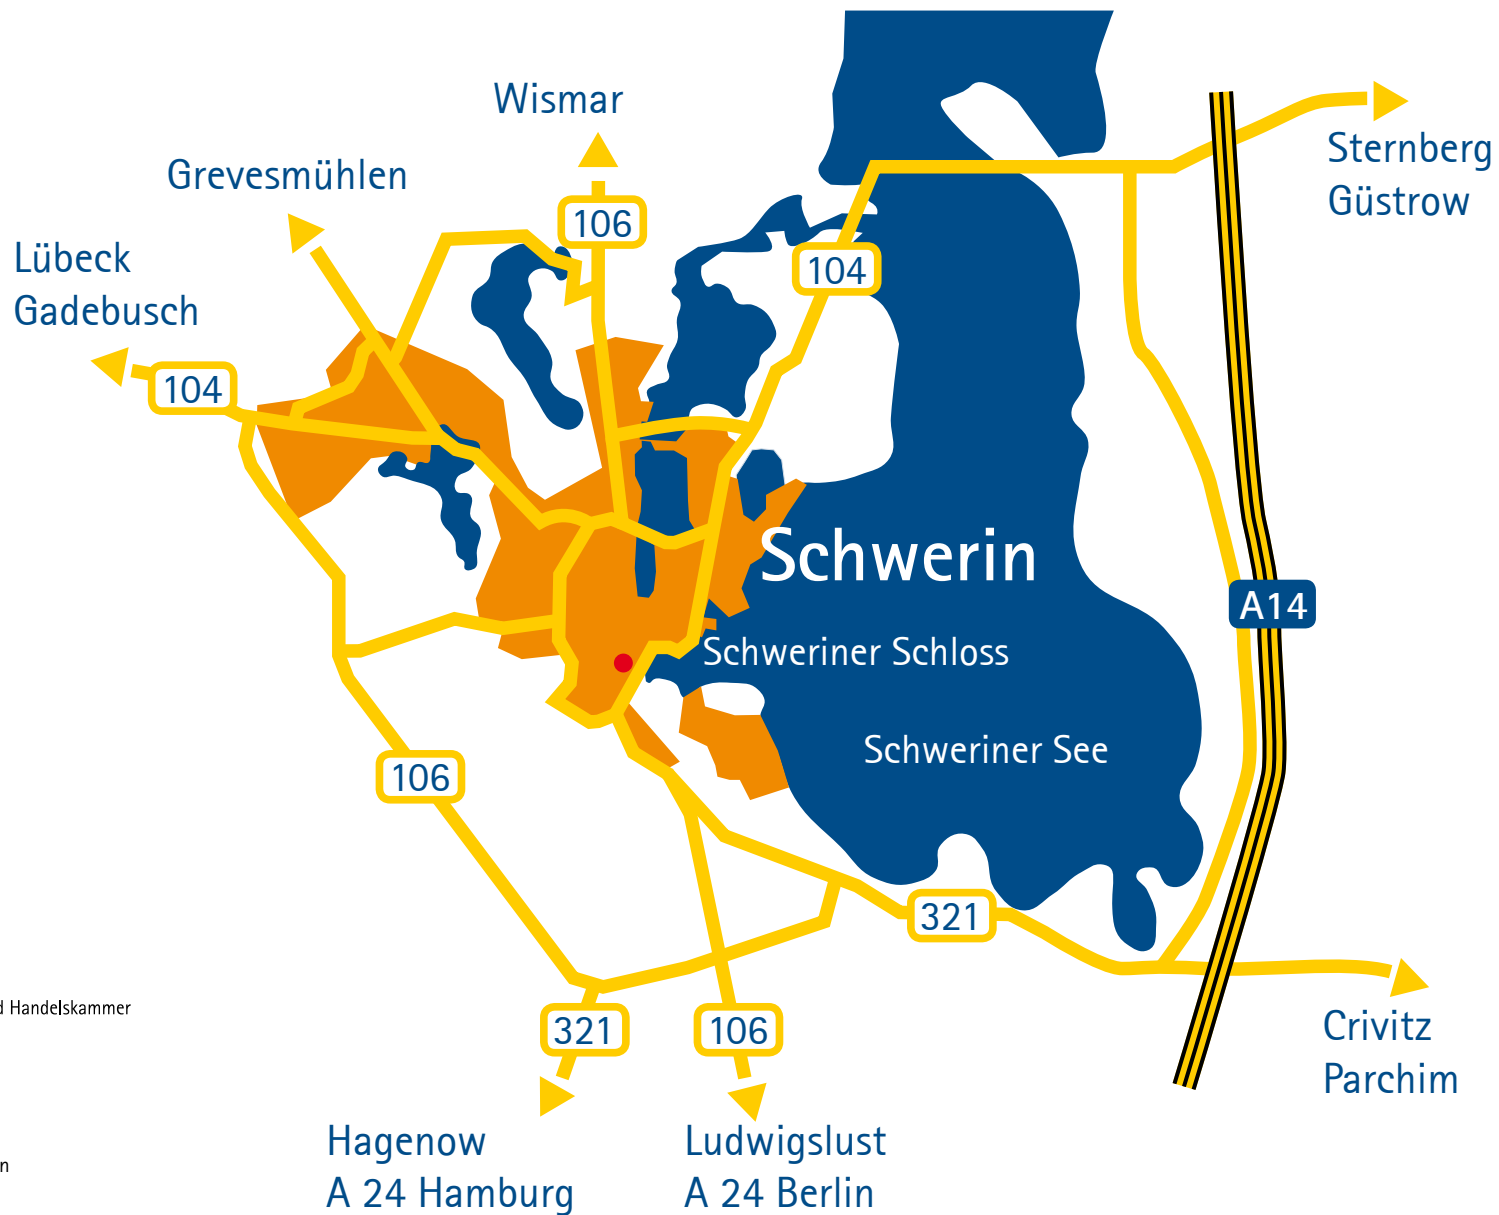 Wismar
Grevesmühlen
Sternberg
Güstrow
106
Lübeck
Gadebusch
104
104
Schwerin
A14
Schweriner Schloss
Schweriner See
106
321
d Handelskammer
321
106
Crivitz
Parchim
Hagenow
A 24 Hamburg
Ludwigslust
A 24 Berlin
n